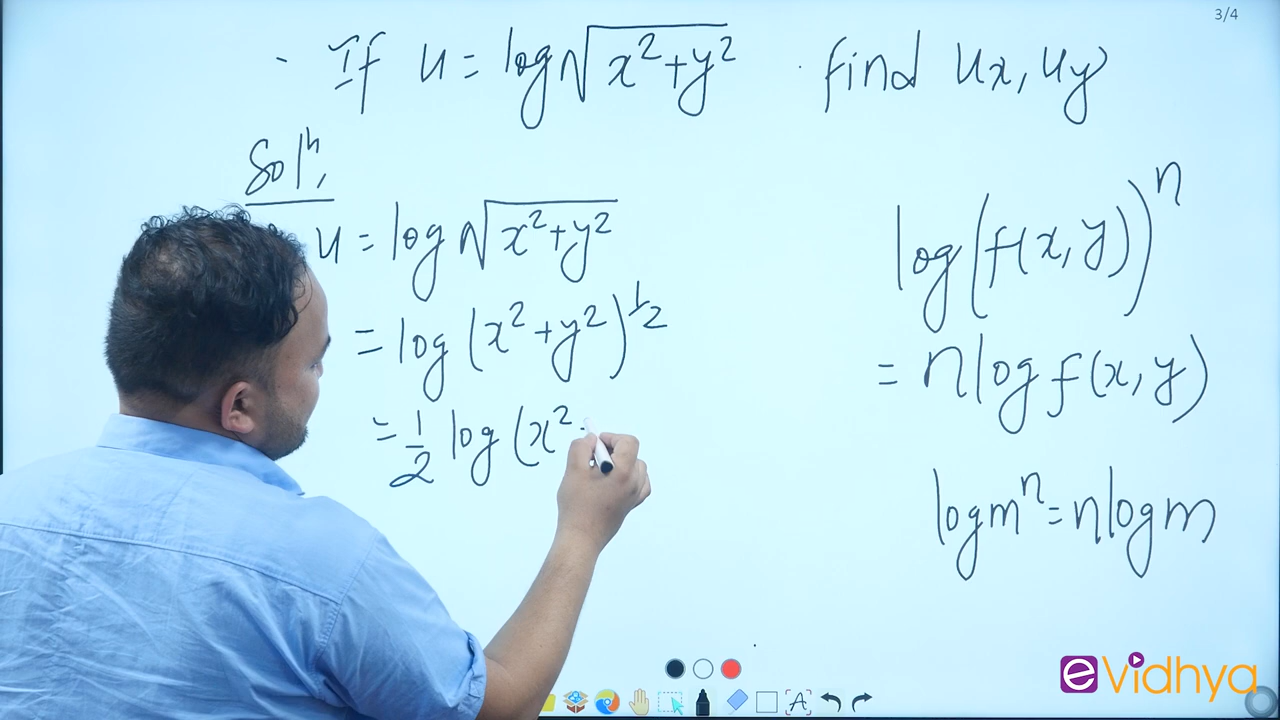 3/4
If u = log√(x²+y²) find ux, uy
Solⁿ,
u = log√(x²+y²)
= log (x²+y²)^½
= ½ log (x²
log (f(x,y))ⁿ
= n log f(x,y)
log mⁿ = n log m
eVidhya
A